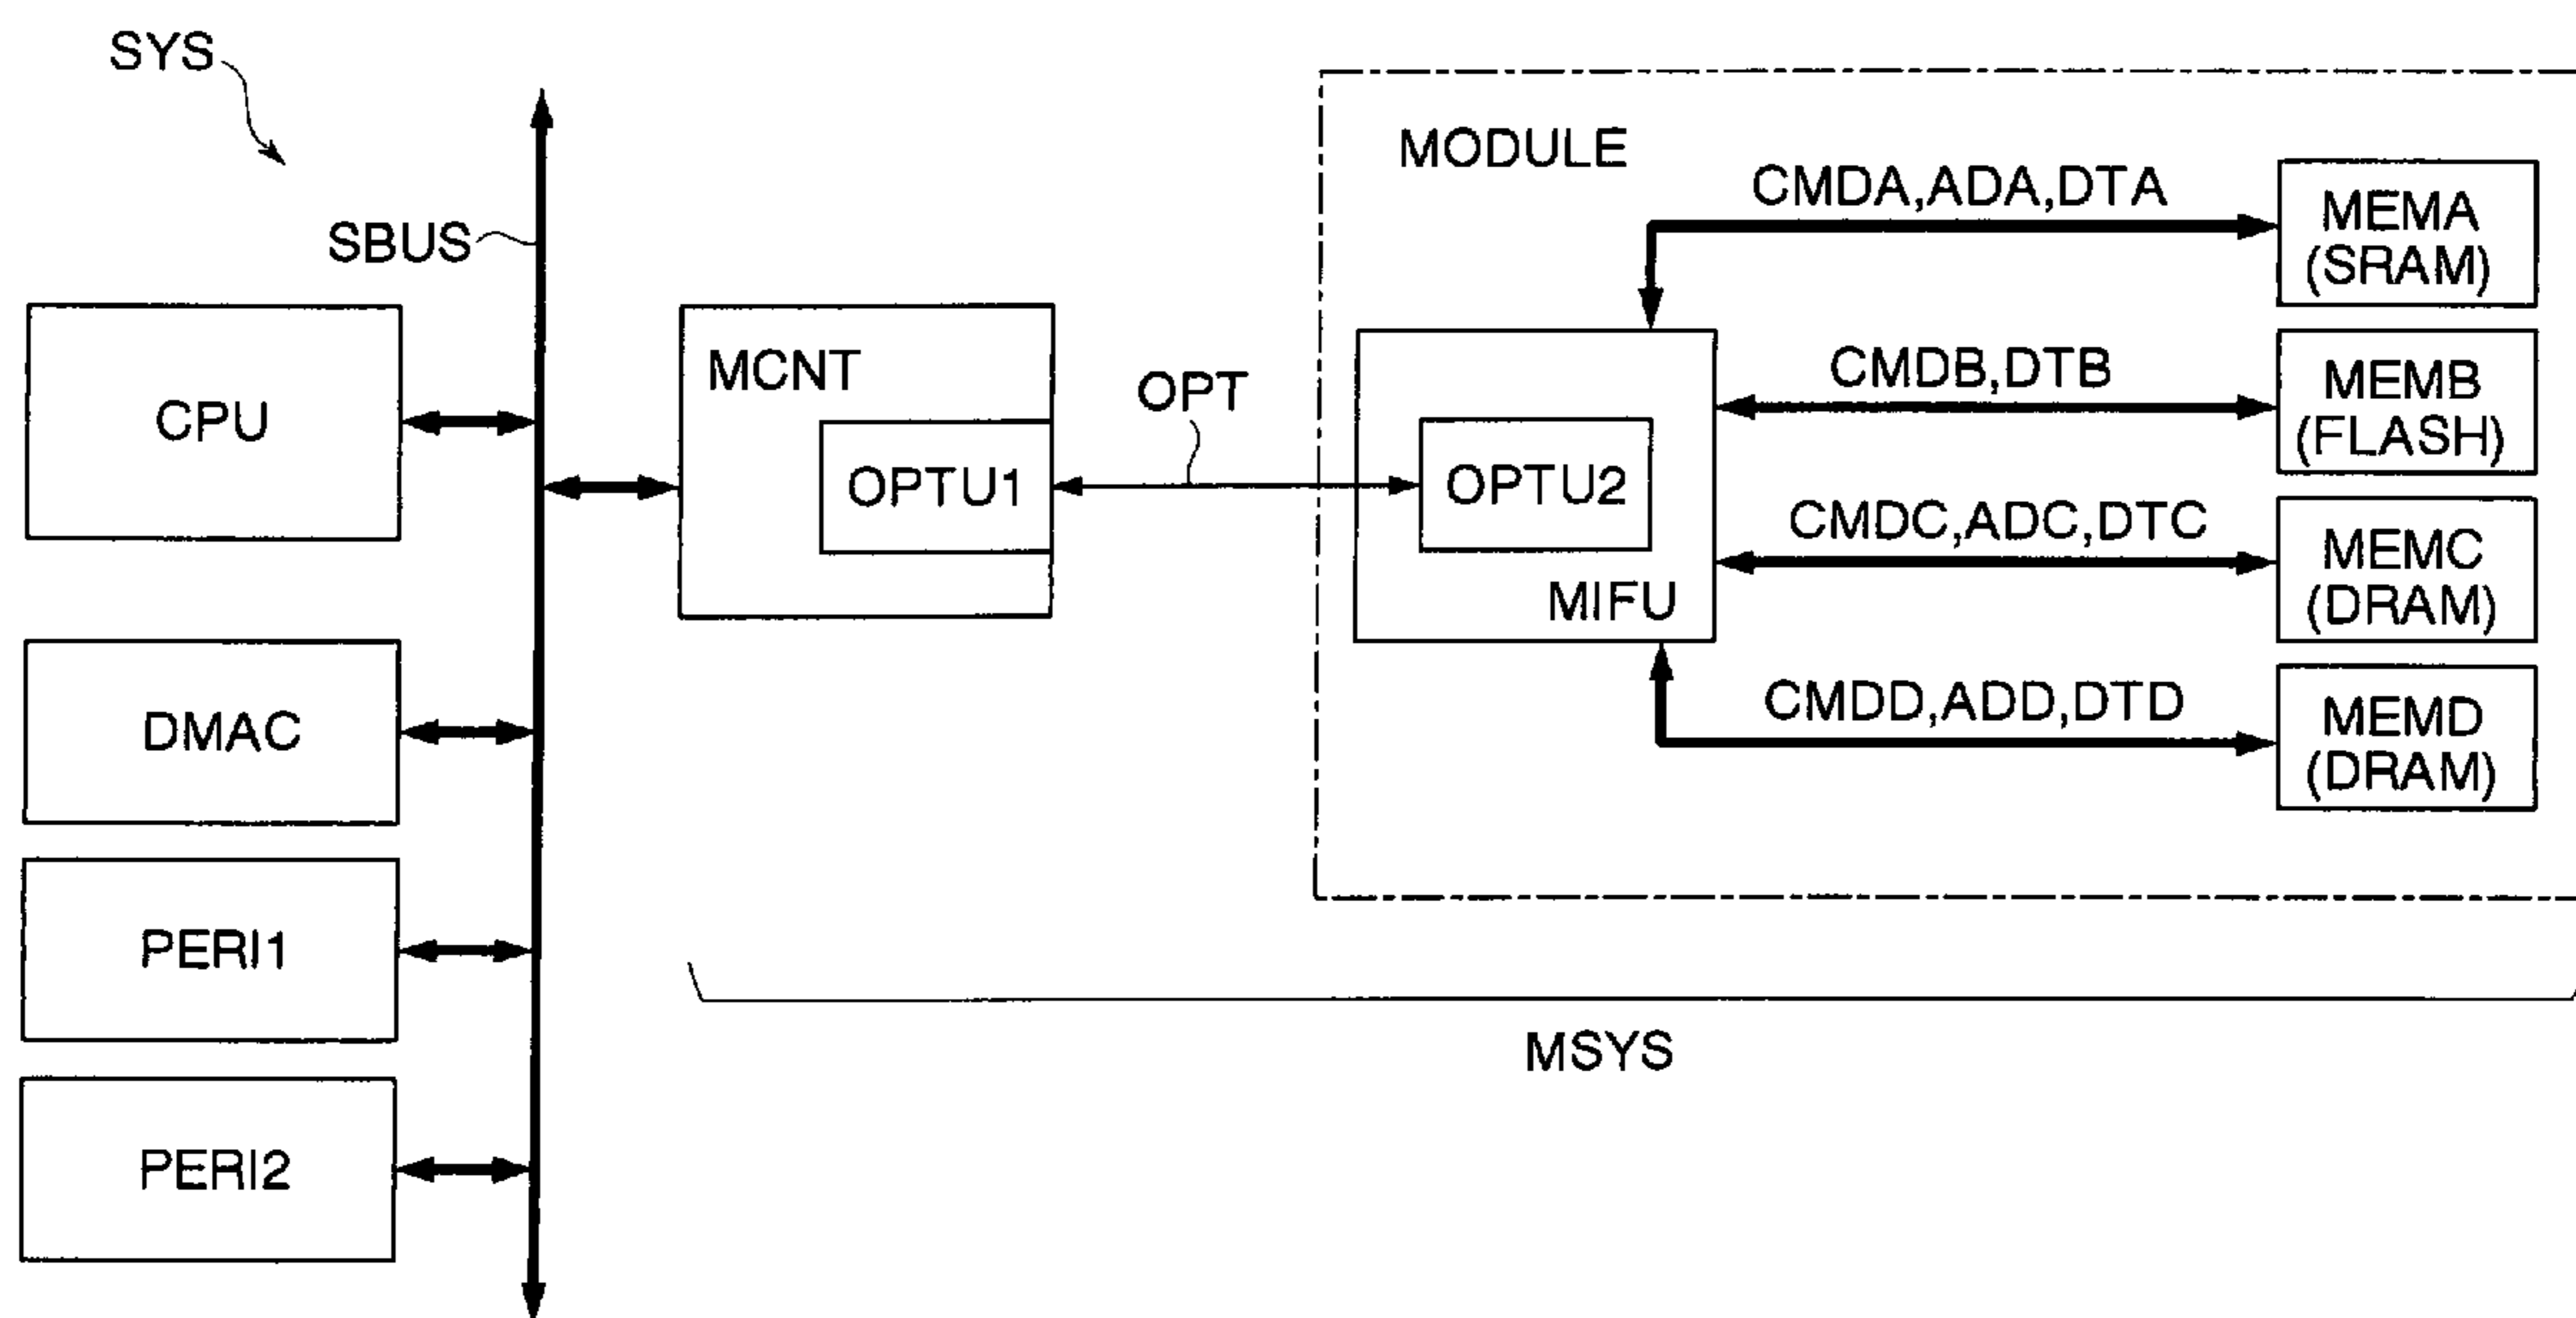 SYS
SBUS
CPU
DMAC
PERI1
PERI2
MCNT
OPTU1
OPT
MODULE
OPTU2
MIFU
CMDA,ADA,DTA
MEMA
(SRAM)
CMDB,DTB
MEMB
(FLASH)
CMDC,ADC,DTC
MEMC
(DRAM)
CMDD,ADD,DTD
MEMD
(DRAM)
MSYS